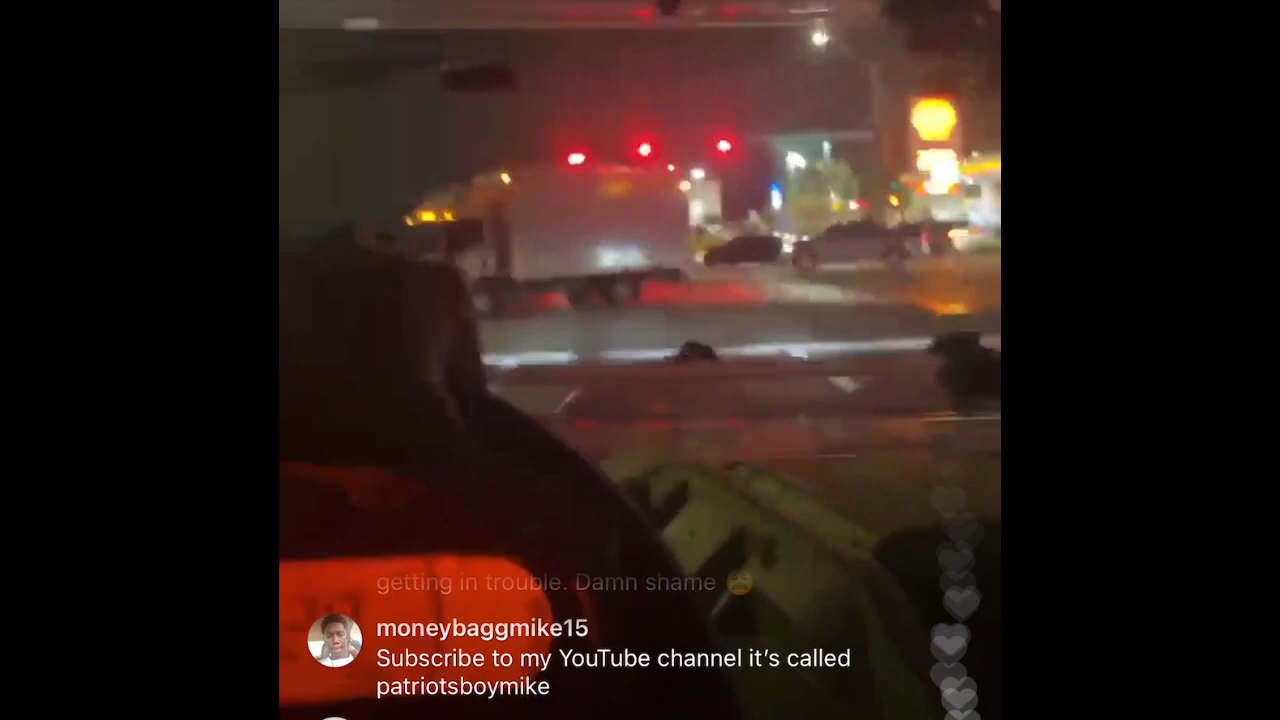 getting in trouble. Damn shame 😩
moneybaggmike15
Subscribe to my YouTube channel it’s called
patriotsboymike